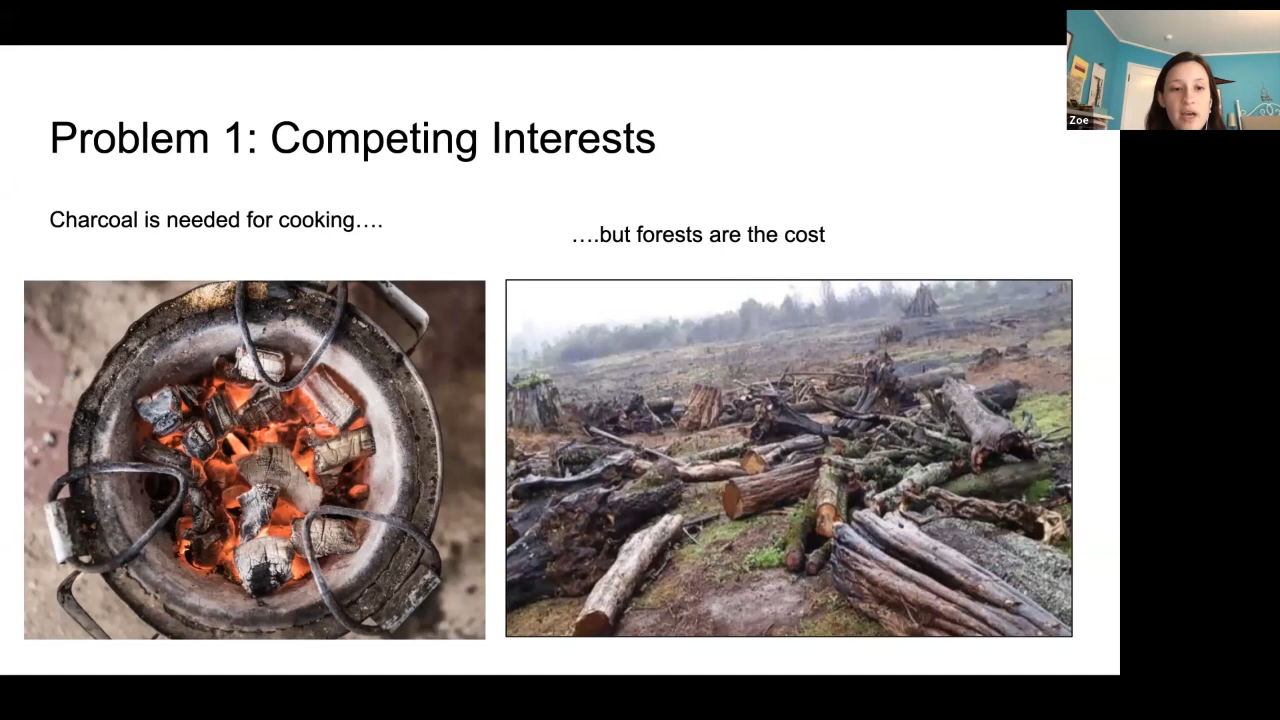 Zoe
Problem 1: Competing Interests
Charcoal is needed for cooking….
….but forests are the cost